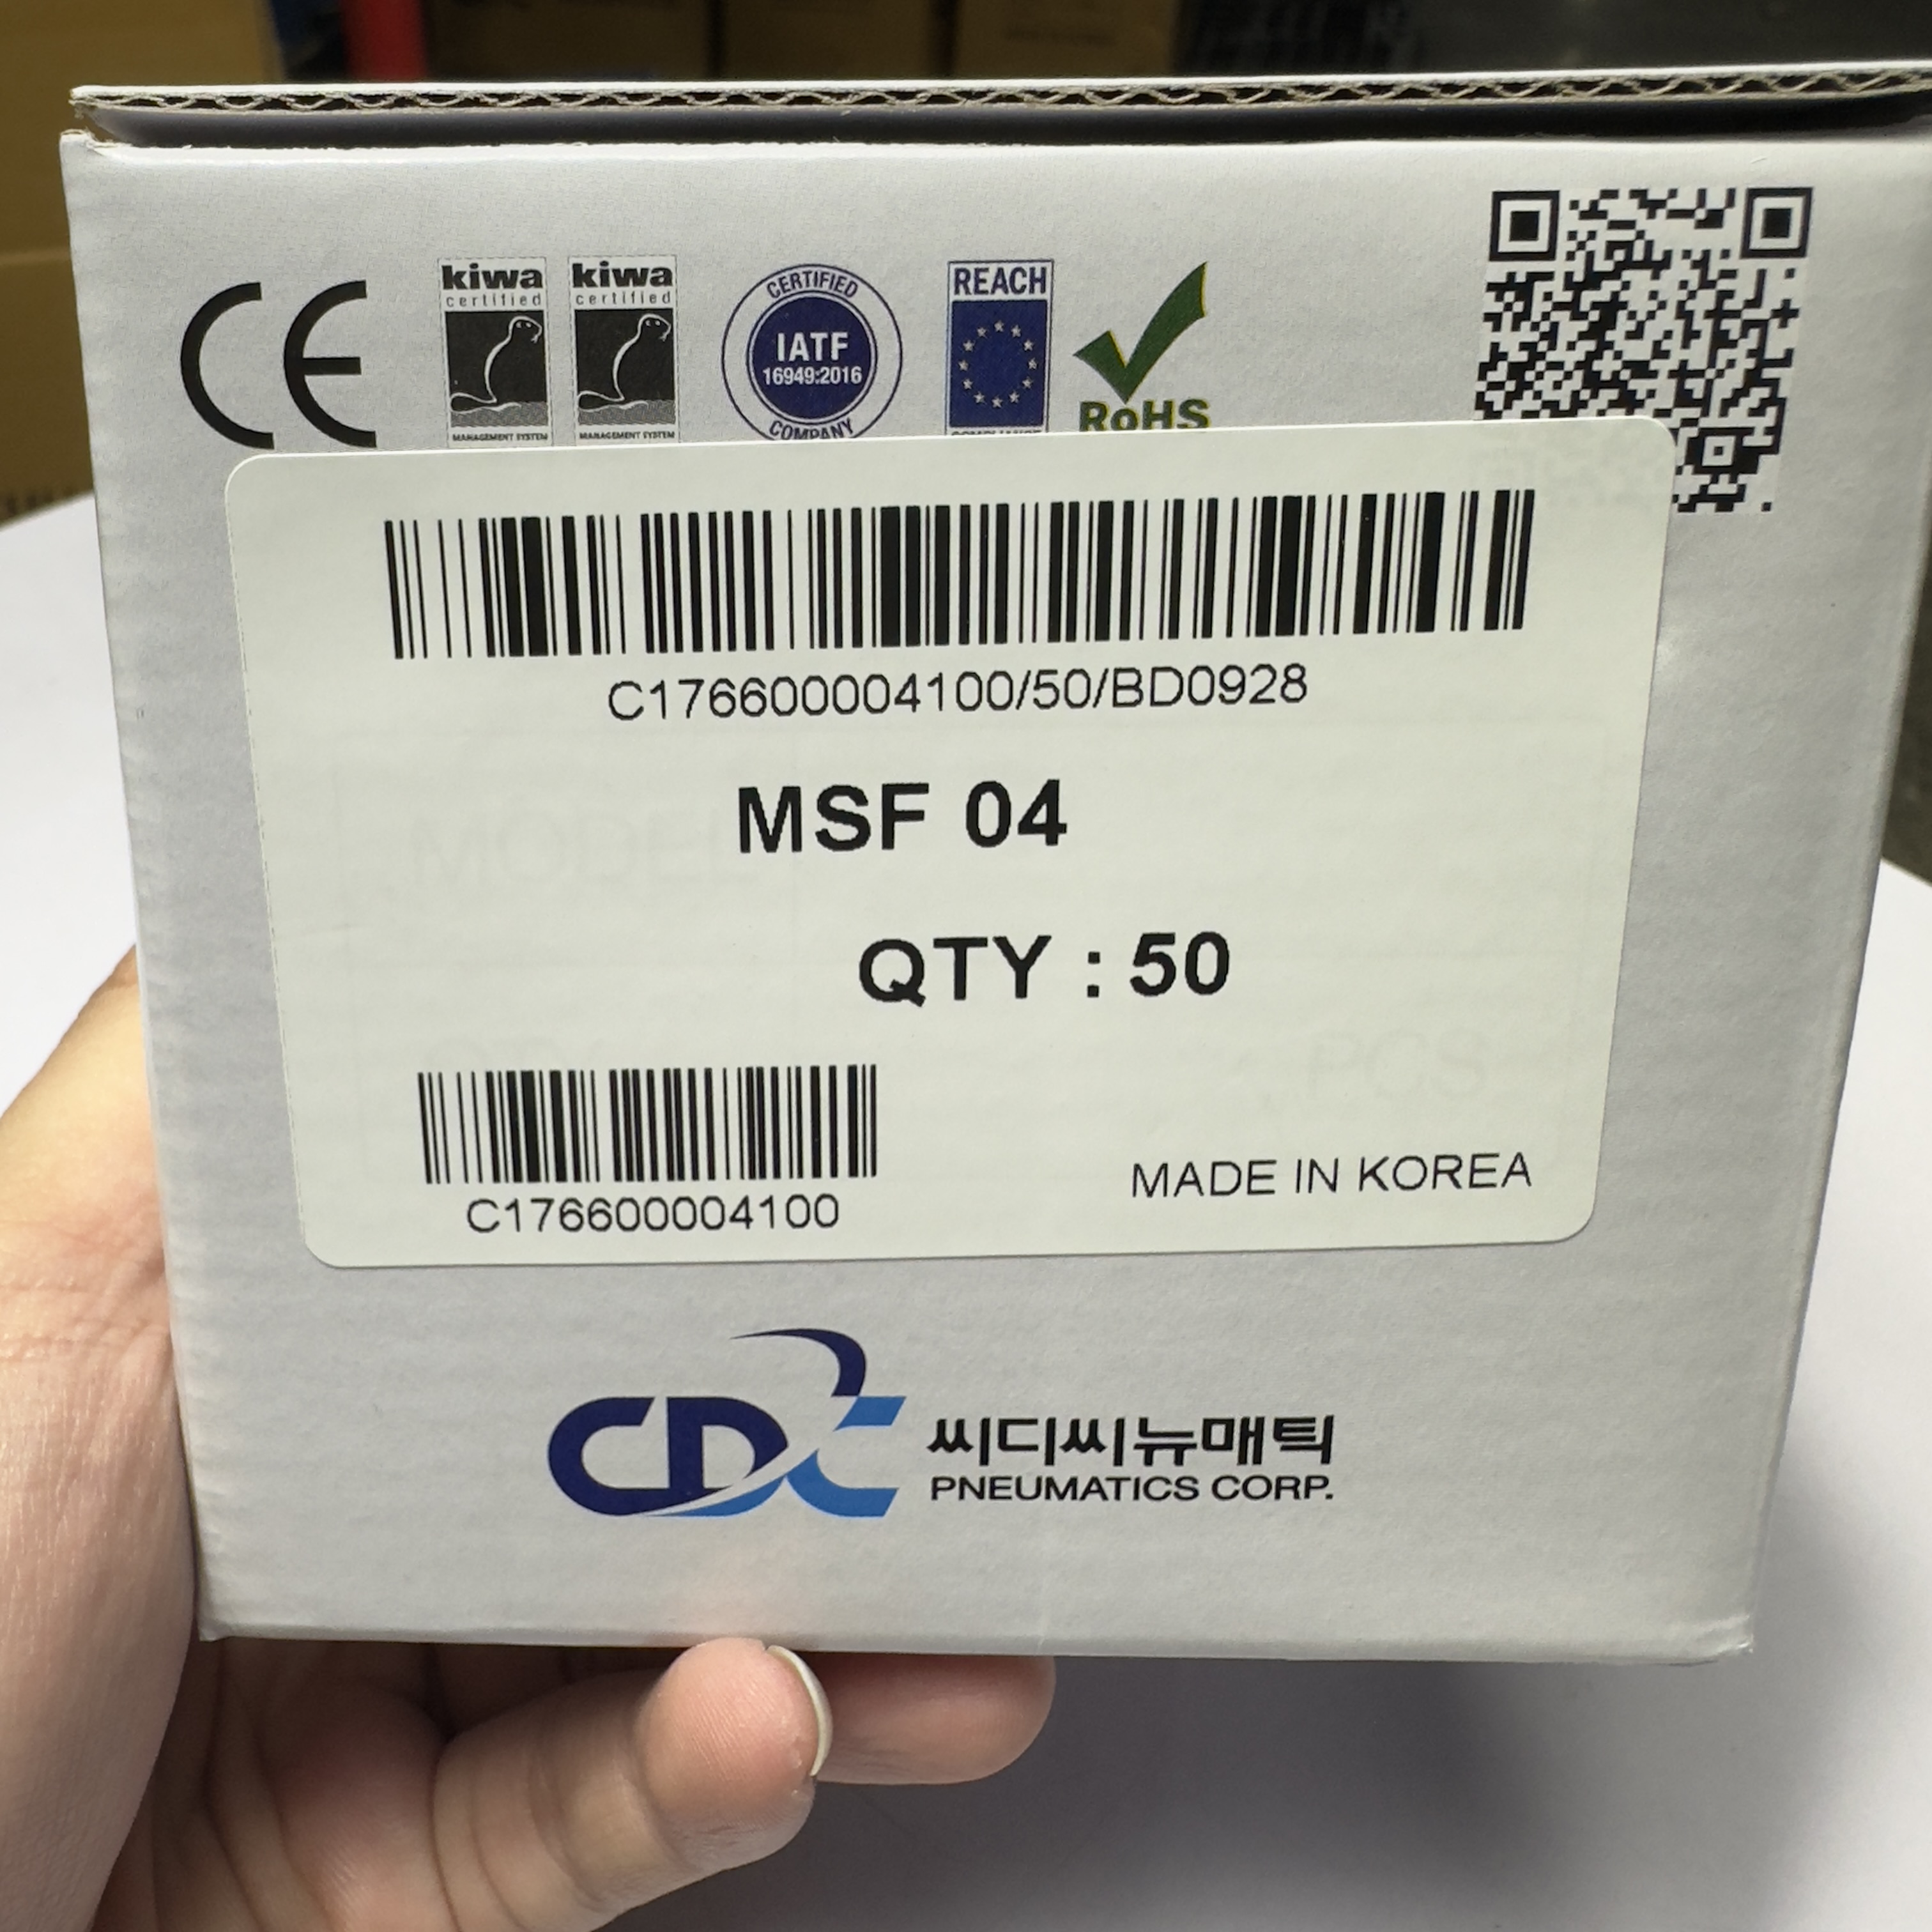 kiwa
certified
MANAGEMENT SYSTEM
kiwa
certified
MANAGEMENT SYSTEM
CERTIFIED
IATF
16949:2016
COMPANY
REACH
RoHS
C176600004100/50/BD0928
MSF 04
QTY : 50
C176600004100
MADE IN KOREA
CDC
씨디씨뉴매틱
PNEUMATICS CORP.